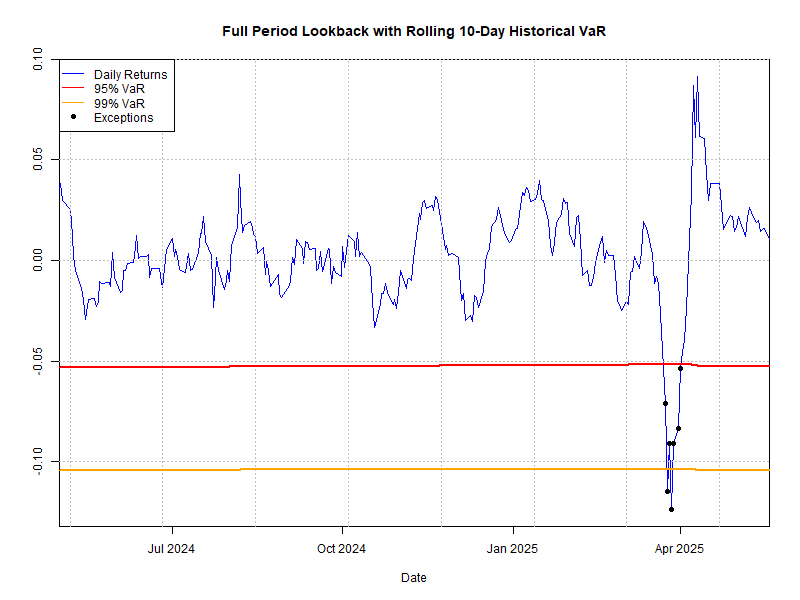 Full Period Lookback with Rolling 10-Day Historical VaR
Daily Returns
95% VaR
99% VaR
Exceptions
0.10
0.05
0.00
-0.05
-0.10
Jul 2024
Oct 2024
Jan 2025
Apr 2025
Date